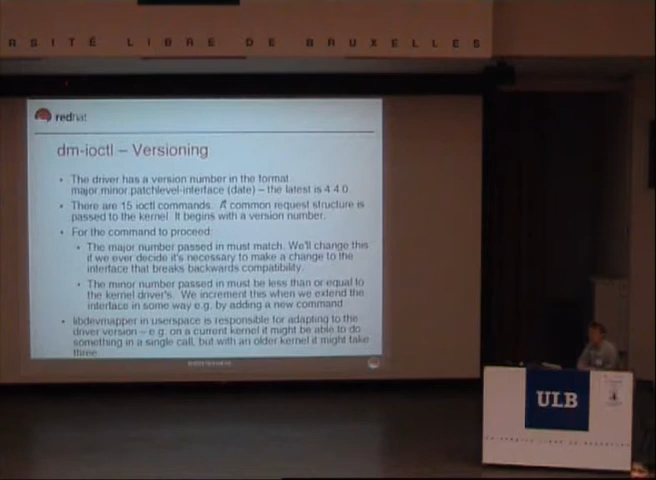 RSITÉ LIBRE DE BRUXELLES
redhat
dm-ioctl – Versioning
• The driver has a version number in the format
major.minor.patchlevel-interface (date) – the latest is 4.4.0
• There are 15 ioctl commands. A common request structure is
passed to the kernel. It begins with a version number.
• For the command to proceed:
• The major number passed in must match. We'll change this
if we ever decide it's necessary to make a change to the
interface that breaks backwards compatibility.
• The minor number passed in must be less than or equal to
the kernel driver's. We increment this when we extend the
interface in some way e.g. by adding a new command
• libdevmapper in userspace is responsible for adapting to the
driver version – e.g. on a current kernel it might be able to do
something in a single call, but with an older kernel it might take
three
ULB